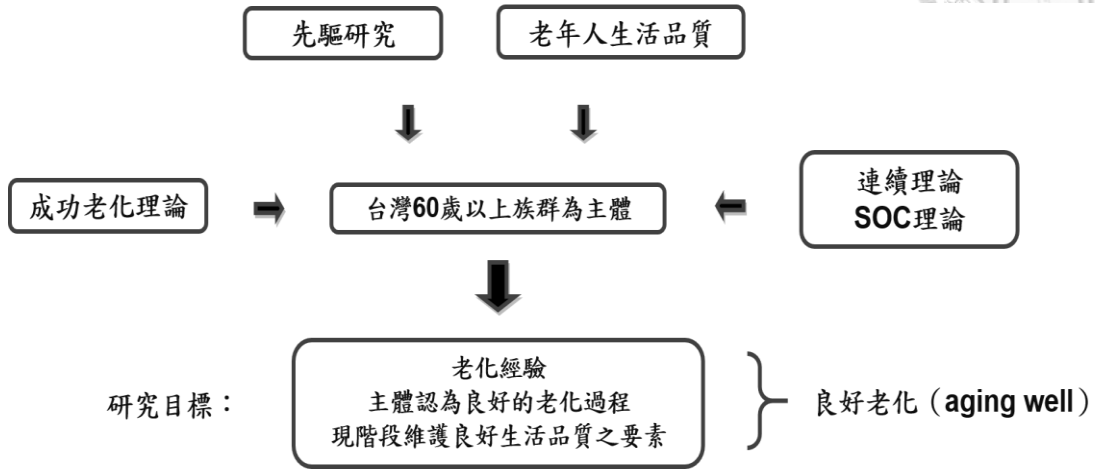 先驅研究
老年人生活品質
成功老化理論
台灣60歲以上族群為主體
連續理論
SOC理論
研究目標：
老化經驗
主體認為良好的老化過程
現階段維護良好生活品質之要素
良好老化（aging well）